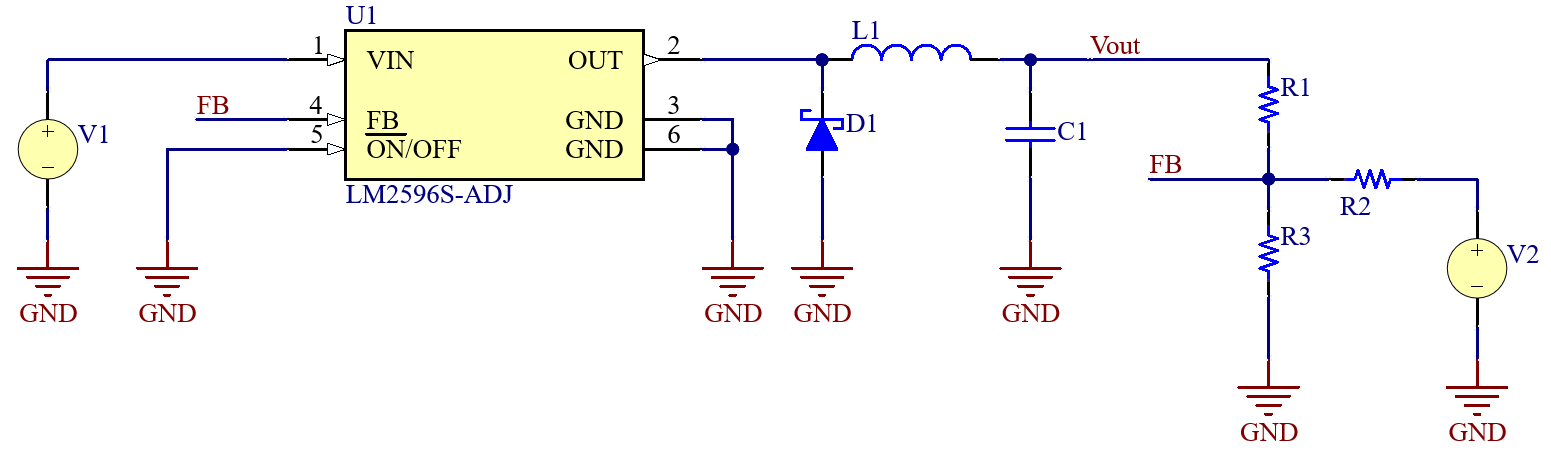 U1
L1
1
VIN
OUT
2
Vout
FB
4
FB
GND
3
5
ON/OFF
GND
6
V1
D1
C1
R1
LM2596S-ADJ
FB
R2
R3
V2
GND
GND
GND
GND
GND
GND
GND
+
−
+
−